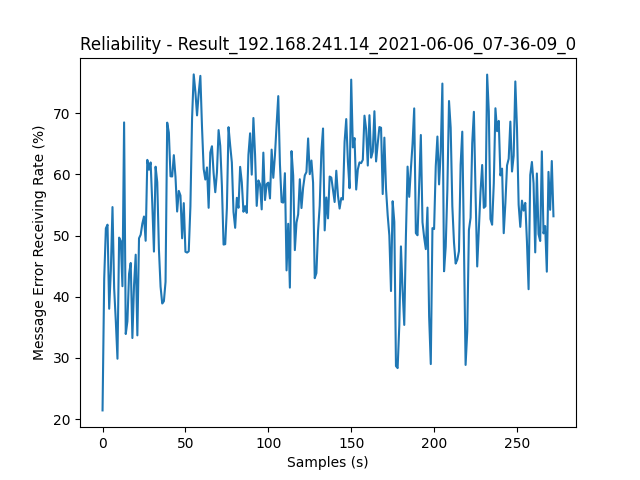 Reliability - Result_192.168.241.14_2021-06-06_07-36-09_0
Message Error Receiving Rate (%)
70
60
50
40
30
20
0 50 100 150 200 250
Samples (s)